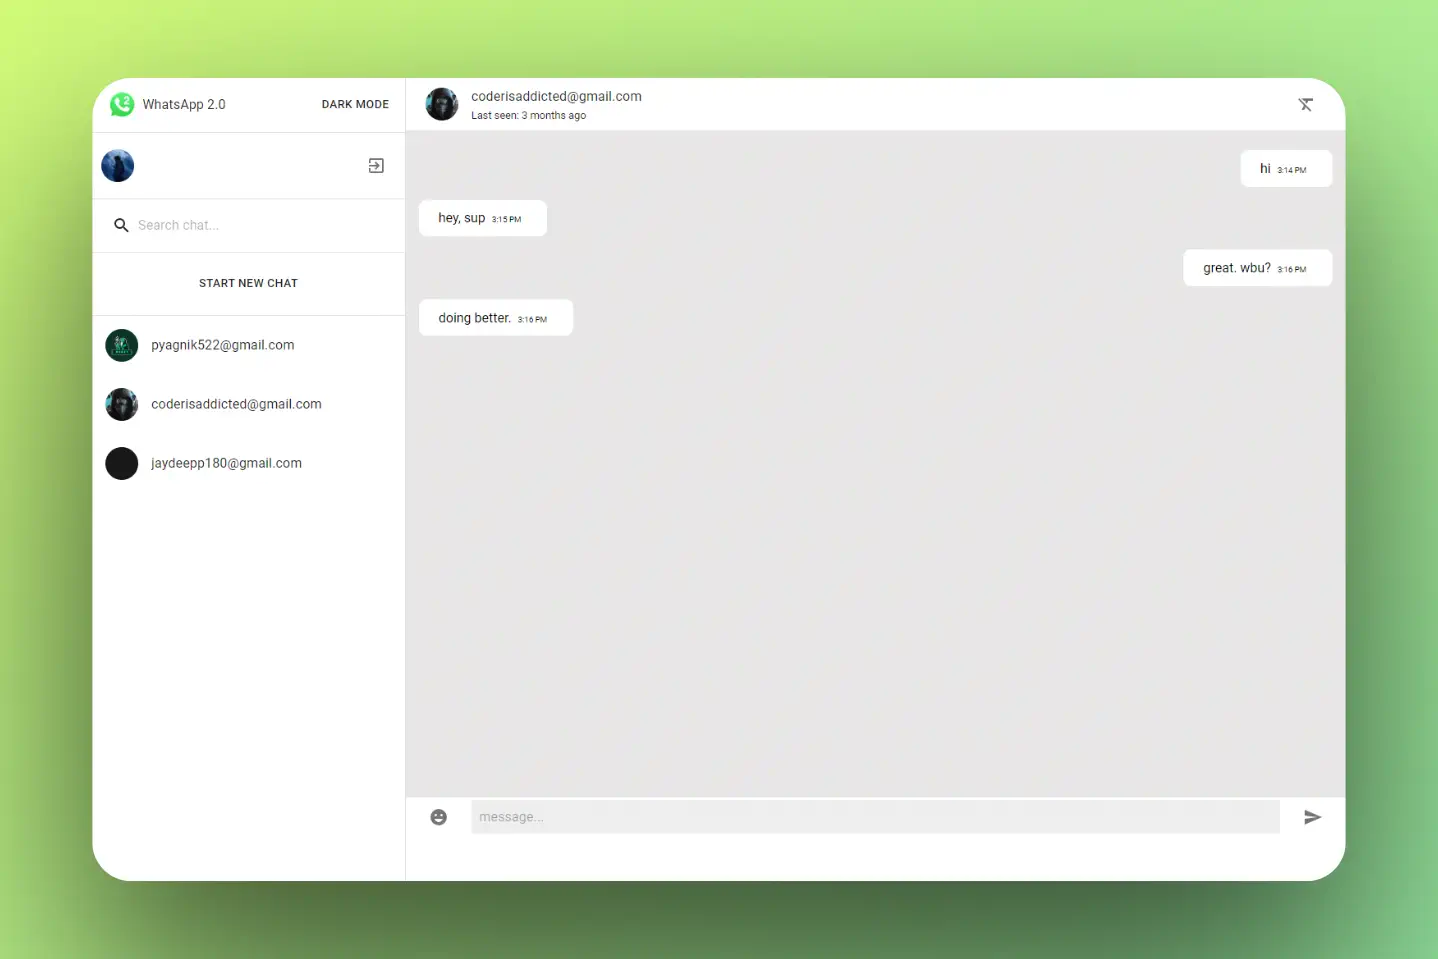 WhatsApp 2.0
DARK MODE
Search chat...
START NEW CHAT
pyagnik522@gmail.com
coderisaddicted@gmail.com
jaydeepp180@gmail.com
coderisaddicted@gmail.com
Last seen: 3 months ago
hi 3:14 PM
hey, sup 3:15 PM
great. wbu? 3:16 PM
doing better. 3:16 PM
message...